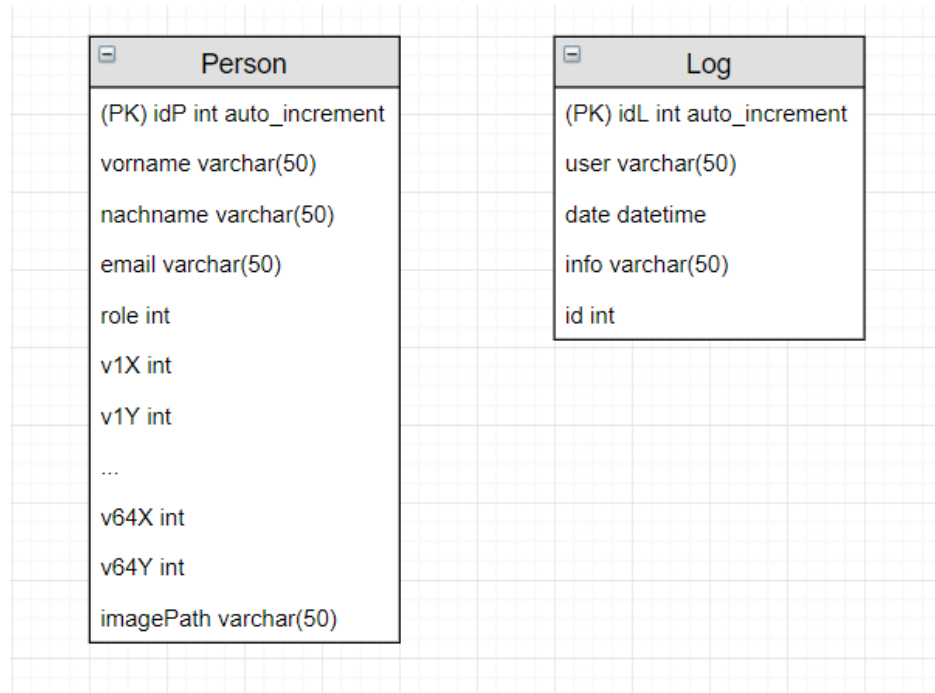 Person
(PK) idP int auto_increment
vorname varchar(50)
nachname varchar(50)
email varchar(50)
role int
v1X int
v1Y int
...
v64X int
v64Y int
imagePath varchar(50)
Log
(PK) idL int auto_increment
user varchar(50)
date datetime
info varchar(50)
id int